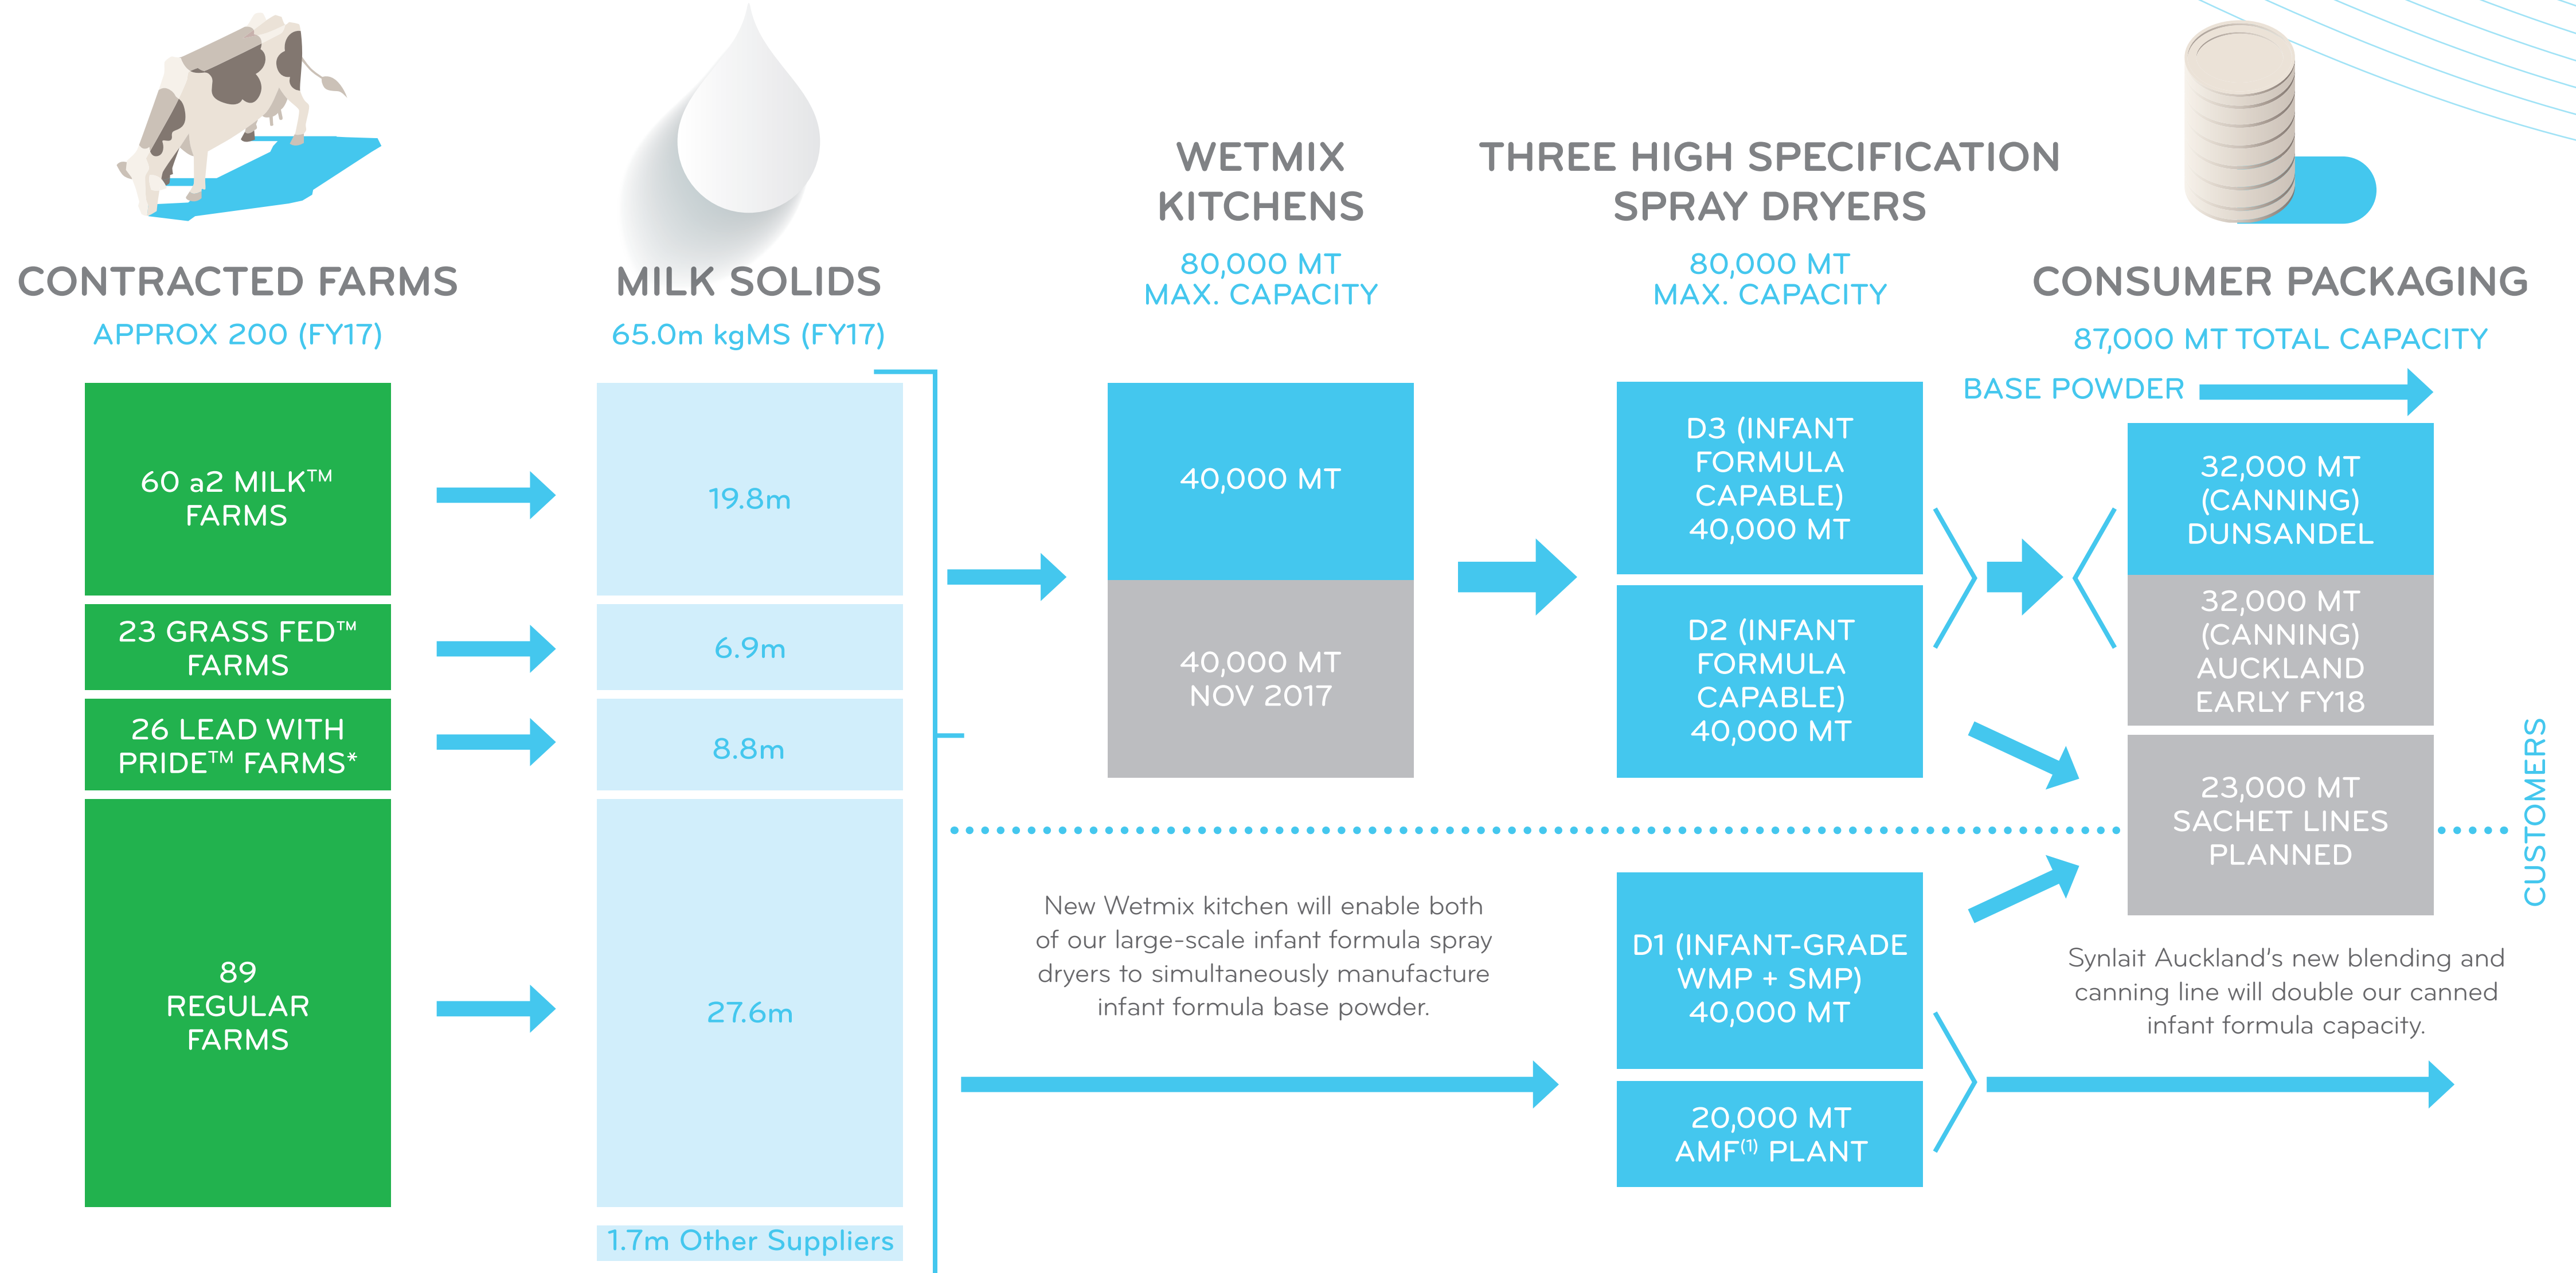 CONTRACTED FARMS
APPROX 200 (FY17)
60 a2 MILK™
FARMS
23 GRASS FED™
FARMS
26 LEAD WITH
PRIDE™ FARMS*
89
REGULAR
FARMS
MILK SOLIDS
65.0m kgMS (FY17)
19.8m
6.9m
8.8m
27.6m
1.7m Other Suppliers
WETMIX
KITCHENS
80,000 MT
MAX. CAPACITY
40,000 MT
40,000 MT
NOV 2017
New Wetmix kitchen will enable both
of our large-scale infant formula spray
dryers to simultaneously manufacture
infant formula base powder.
THREE HIGH SPECIFICATION
SPRAY DRYERS
80,000 MT
MAX. CAPACITY
D3 (INFANT
FORMULA
CAPABLE)
40,000 MT
D2 (INFANT
FORMULA
CAPABLE)
40,000 MT
D1 (INFANT-GRADE
WMP + SMP)
40,000 MT
20,000 MT
AMF(1) PLANT
CONSUMER PACKAGING
87,000 MT TOTAL CAPACITY
BASE POWDER
32,000 MT
(CANNING)
DUNSANDEL
32,000 MT
(CANNING)
AUCKLAND
EARLY FY18
23,000 MT
SACHET LINES
PLANNED
Synlait Auckland's new blending and
canning line will double our canned
infant formula capacity.
CUSTOMERS